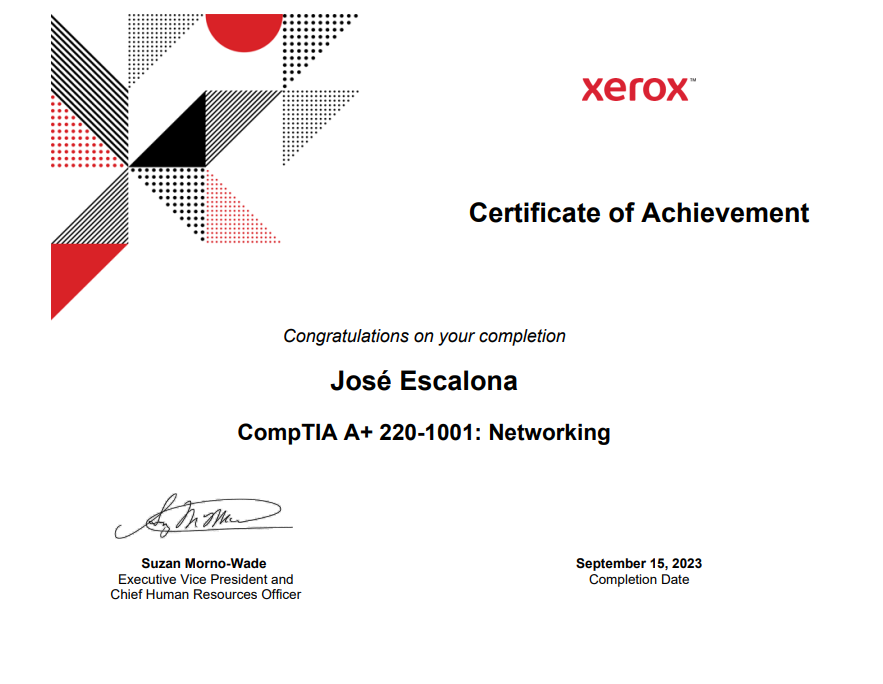 xerox™
Certificate of Achievement
Congratulations on your completion
José Escalona
CompTIA A+ 220-1001: Networking
Suzan Morno-Wade
Executive Vice President and
Chief Human Resources Officer
September 15, 2023
Completion Date